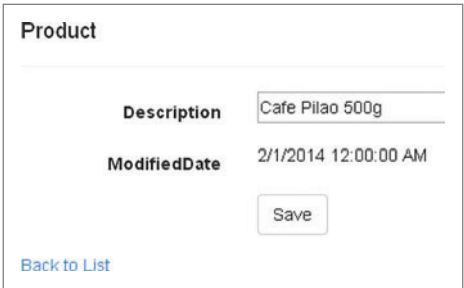 Product
Description Cafe Pilao 500g
ModifiedDate 2/1/2014 12:00:00 AM
Save
Back to List